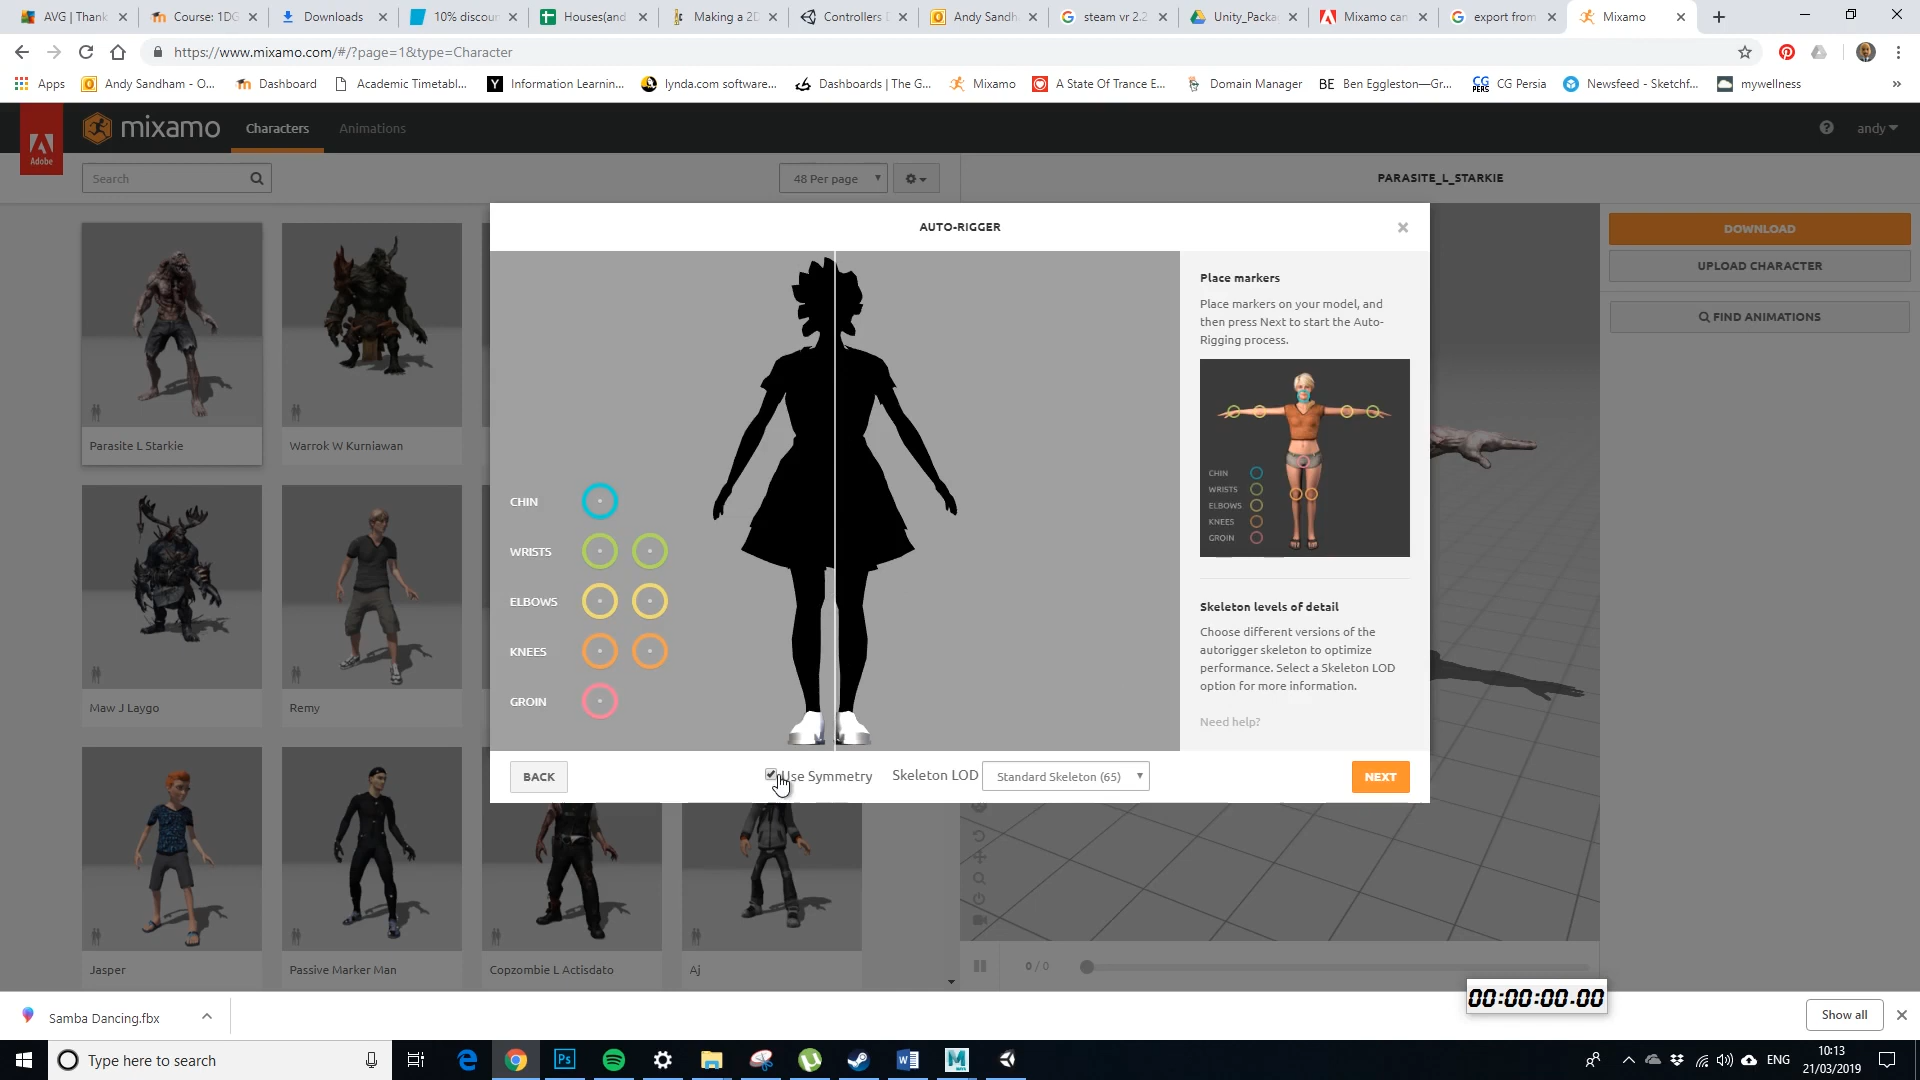 AVG | Thank
Course: 1DG
Downloads
10% discou
Houses(and
Making a 2D
Controllers
Andy Sandh
steam vr 2.2
Unity_Packa
Mixamo can
export from
Mixamo
https://www.mixamo.com/#/?page=1&type=Character
Apps
Andy Sandham - O...
Dashboard
Academic Timetabl...
Information Learnin...
lynda.com software...
Dashboards | The G...
Mixamo
A State Of Trance E...
Domain Manager
BE Ben Eggleston—Gr...
CG Persia
Newsfeed - Sketchf...
mywellness
Adobe
mixamo
Characters
Animations
andy
Search
48 Per page
PARASITE_L_STARKIE
DOWNLOAD
UPLOAD CHARACTER
FIND ANIMATIONS
Parasite L Starkie
Warrok W Kurniawan
Maw J Laygo
Remy
Jasper
Passive Marker Man
Copzombie L Actisdato
Aj
AUTO-RIGGER
CHIN
WRISTS
ELBOWS
KNEES
GROIN
Place markers
Place markers on your model, and
then press Next to start the Auto-
Rigging process.
CHIN
WRISTS
ELBOWS
KNEES
GROIN
Skeleton levels of detail
Choose different versions of the
autorigger skeleton to optimize
performance. Select a Skeleton LOD
option for more information.
Need help?
BACK
Use Symmetry
Skeleton LOD
Standard Skeleton (65)
NEXT
0 / 0
00:00:00.00
Samba Dancing.fbx
Show all
Type here to search
ENG
10:13
21/03/2019